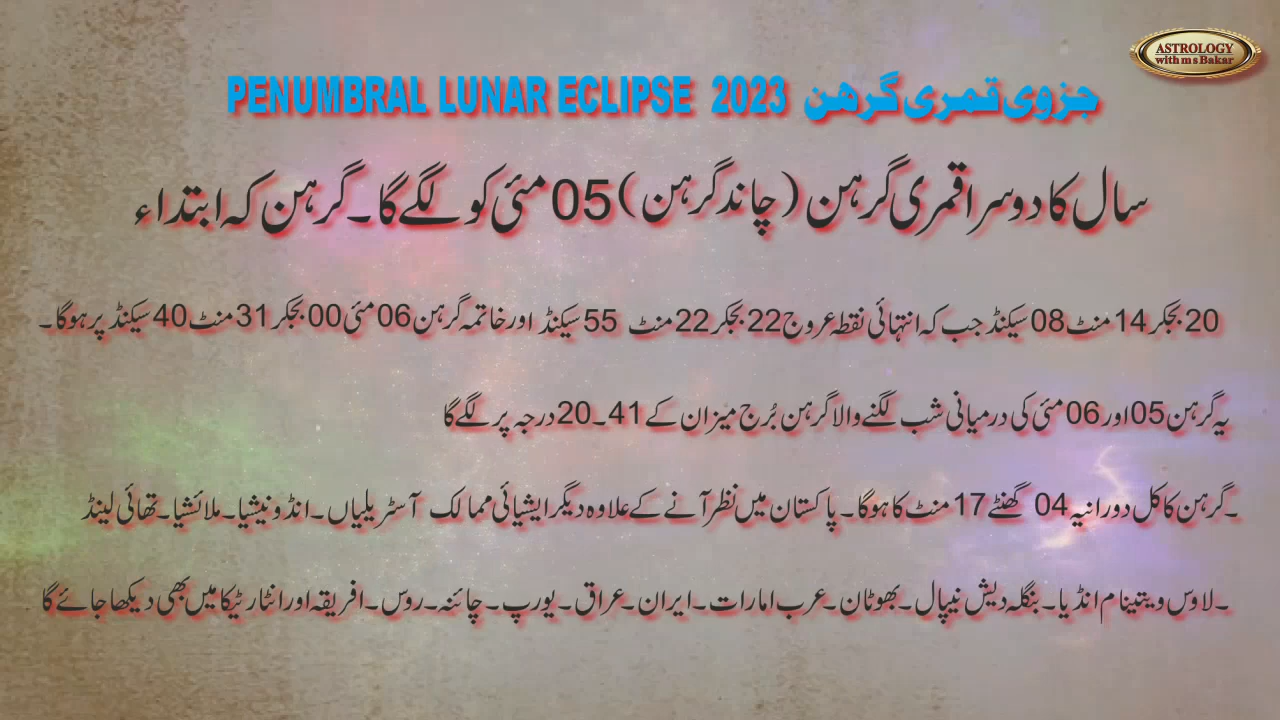 ASTROLOGY
with m s Bakar
PENUMBRAL LUNAR ECLIPSE 2023 جزوی قمری گرھن
سال کا دوسرا قمری گرہن (چاند گرہن) 05 مئی کو لگے گا۔ گرہن کہ ابتداء
20 بجکر 14 منٹ 08 سیکنڈ جب کہ انتہائی نقطہ عروج 22 بجکر 22 منٹ 55 سیکنڈ اور خاتمہ گرہن 06 مئی 00 بجکر 31 منٹ 40 سیکنڈ پر ہوگا۔
یہ گرہن 05 اور 06 مئی کی درمیانی شب لگنے والا گرہن بُرج میزان کے 41۔20 درجہ پر لگے گا
۔گرہن کا کل دورانیہ 04 گھنٹے 17 منٹ کا ہوگا۔ پاکستان میں نظر آنے کے علاوہ دیگر ایشیائی ممالک آسٹریلیاں۔ انڈونیشیا۔ ملائشیا۔ تھائی لینڈ
۔لاوس ویتینام انڈیا۔ بنگلہ دیش نیپال۔ بھوٹان۔ عرب امارات۔ ایران۔ عراق۔ یورپ۔ چائنہ۔ روس۔ افریقہ اور انٹارٹیکا میں بھی دیکھا جائے گا